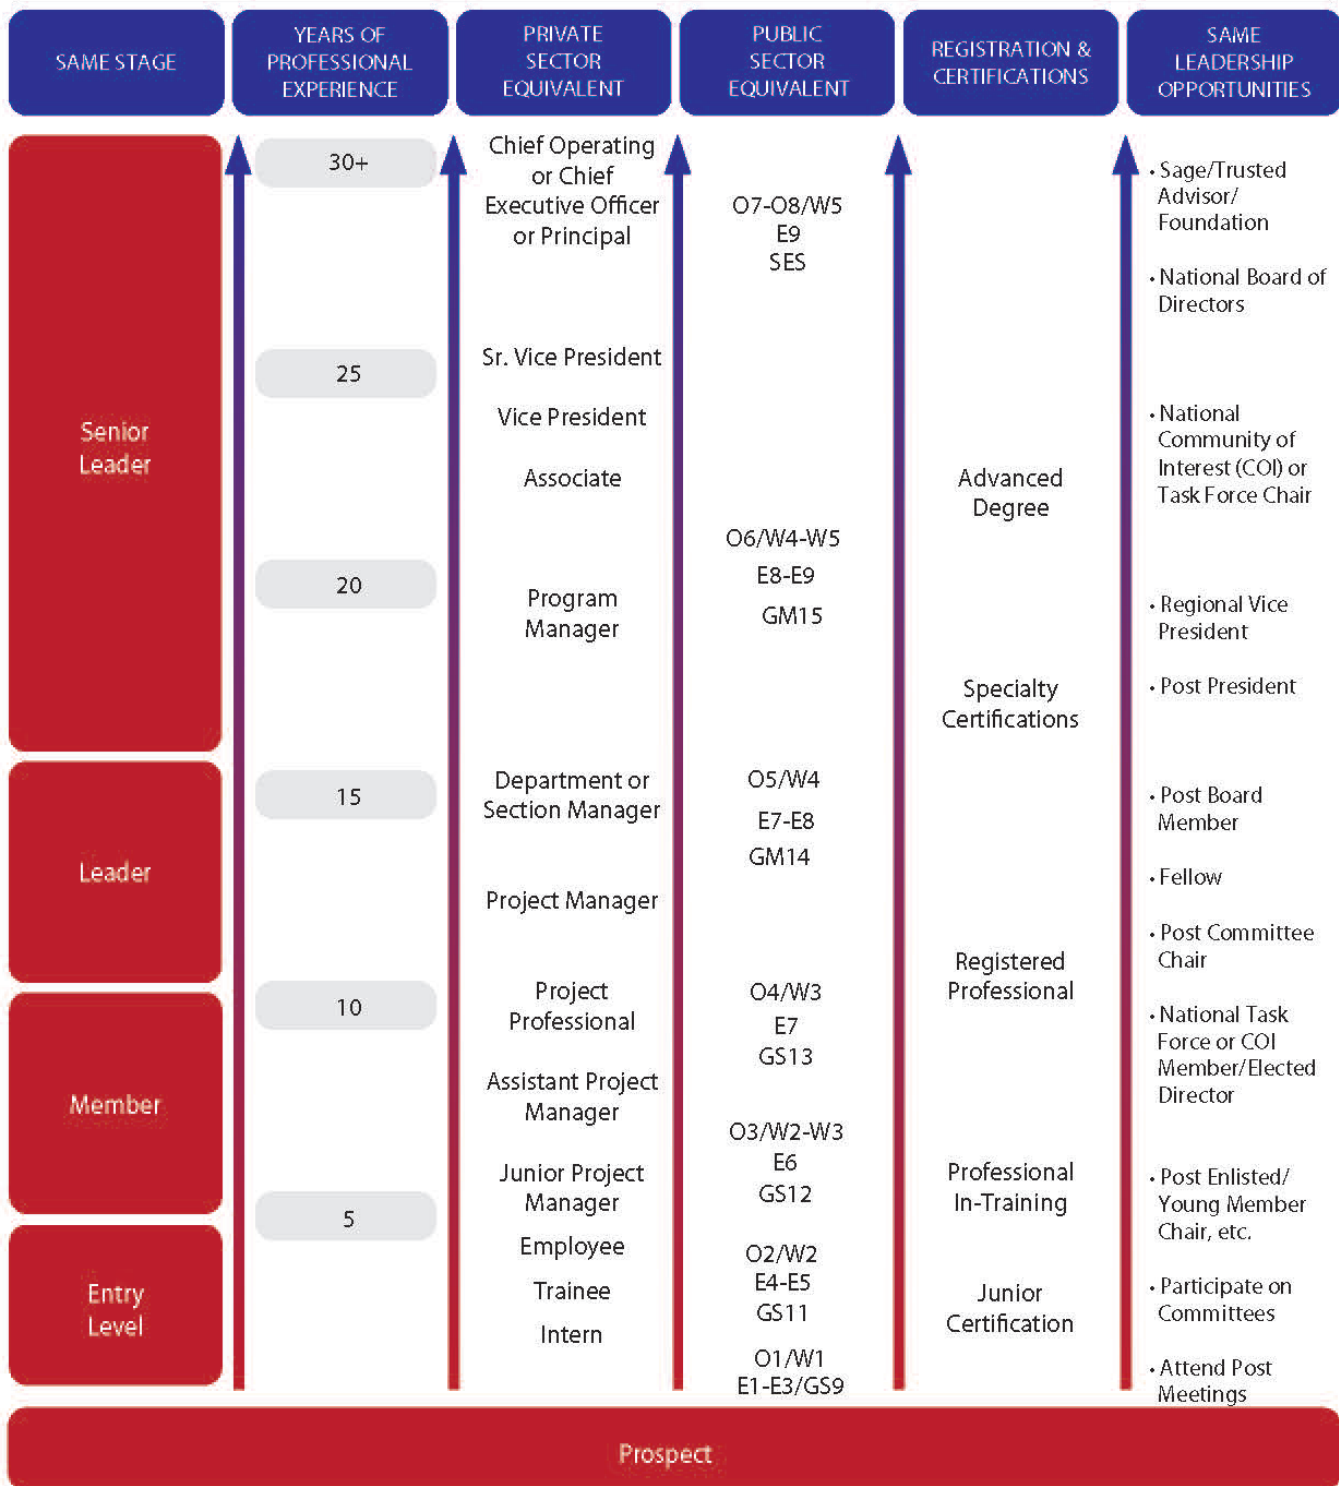 SAME STAGE
YEARS OF
PROFESSIONAL
EXPERIENCE
PRIVATE
SECTOR
EQUIVALENT
PUBLIC
SECTOR
EQUIVALENT
REGISTRATION &
CERTIFICATIONS
SAME
LEADERSHIP
OPPORTUNITIES
Senior
Leader
Leader
Member
Entry
Level
30+
25
20
15
10
5
Chief Operating
or Chief
Executive Officer
or Principal
Sr. Vice President
Vice President
Associate
Program
Manager
Department or
Section Manager
Project Manager
Project
Professional
Assistant Project
Manager
Junior Project
Manager
Employee
Trainee
Intern
O7-O8/W5
E9
SES
O6/W4-W5
E8-E9
GM15
O5/W4
E7-E8
GM14
O4/W3
E7
GS13
O3/W2-W3
E6
GS12
O2/W2
E4-E5
GS11
O1/W1
E1-E3/GS9
Advanced
Degree
Specialty
Certifications
Registered
Professional
Professional
In-Training
Junior
Certification
• Sage/Trusted
Advisor/
Foundation
• National Board of
Directors
• National
Community of
Interest (COI) or
Task Force Chair
• Regional Vice
President
• Post President
• Post Board
Member
• Fellow
• Post Committee
Chair
• National Task
Force or COI
Member/Elected
Director
• Post Enlisted/
Young Member
Chair, etc.
• Participate on
Committees
• Attend Post
Meetings
Prospect